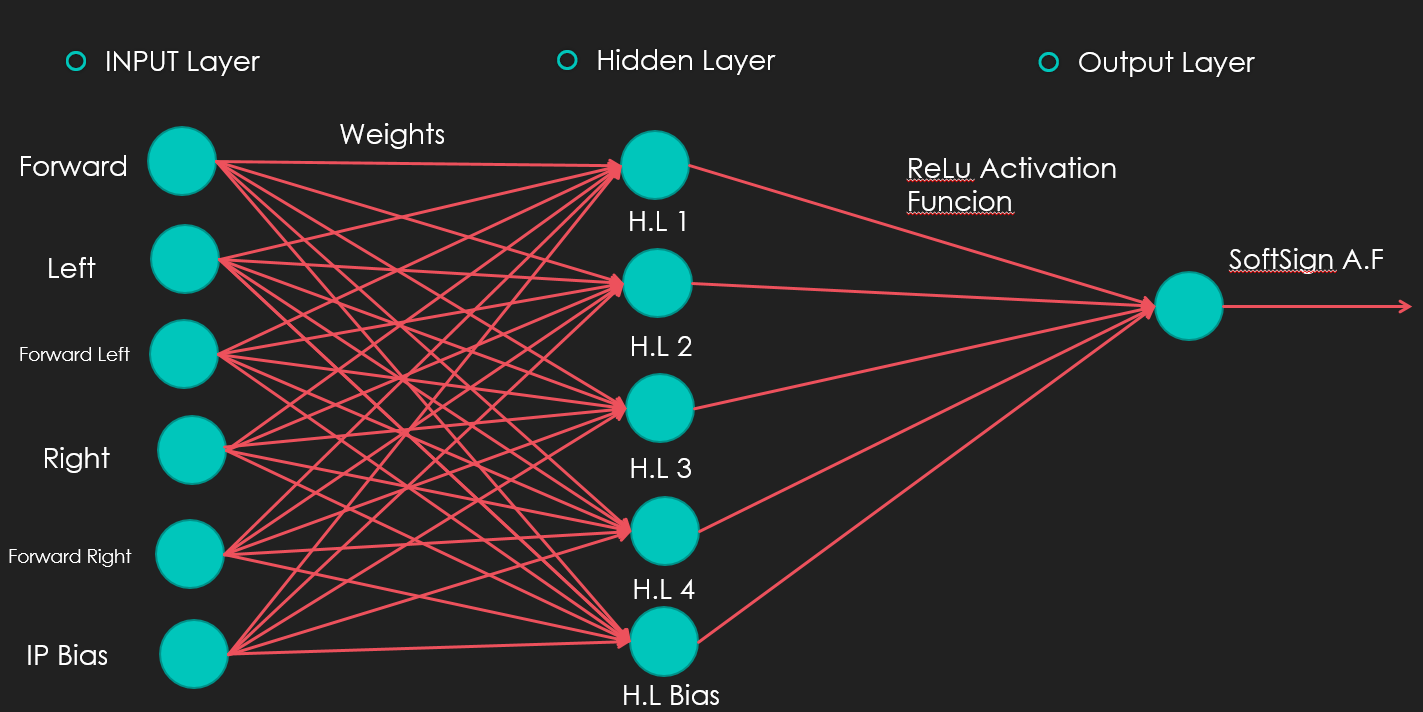 INPUT Layer
Hidden Layer
Output Layer
Weights
Forward
Left
Forward Left
Right
Forward Right
IP Bias
H.L 1
H.L 2
H.L 3
H.L 4
H.L Bias
ReLu Activation
Funcion
SoftSign A.F